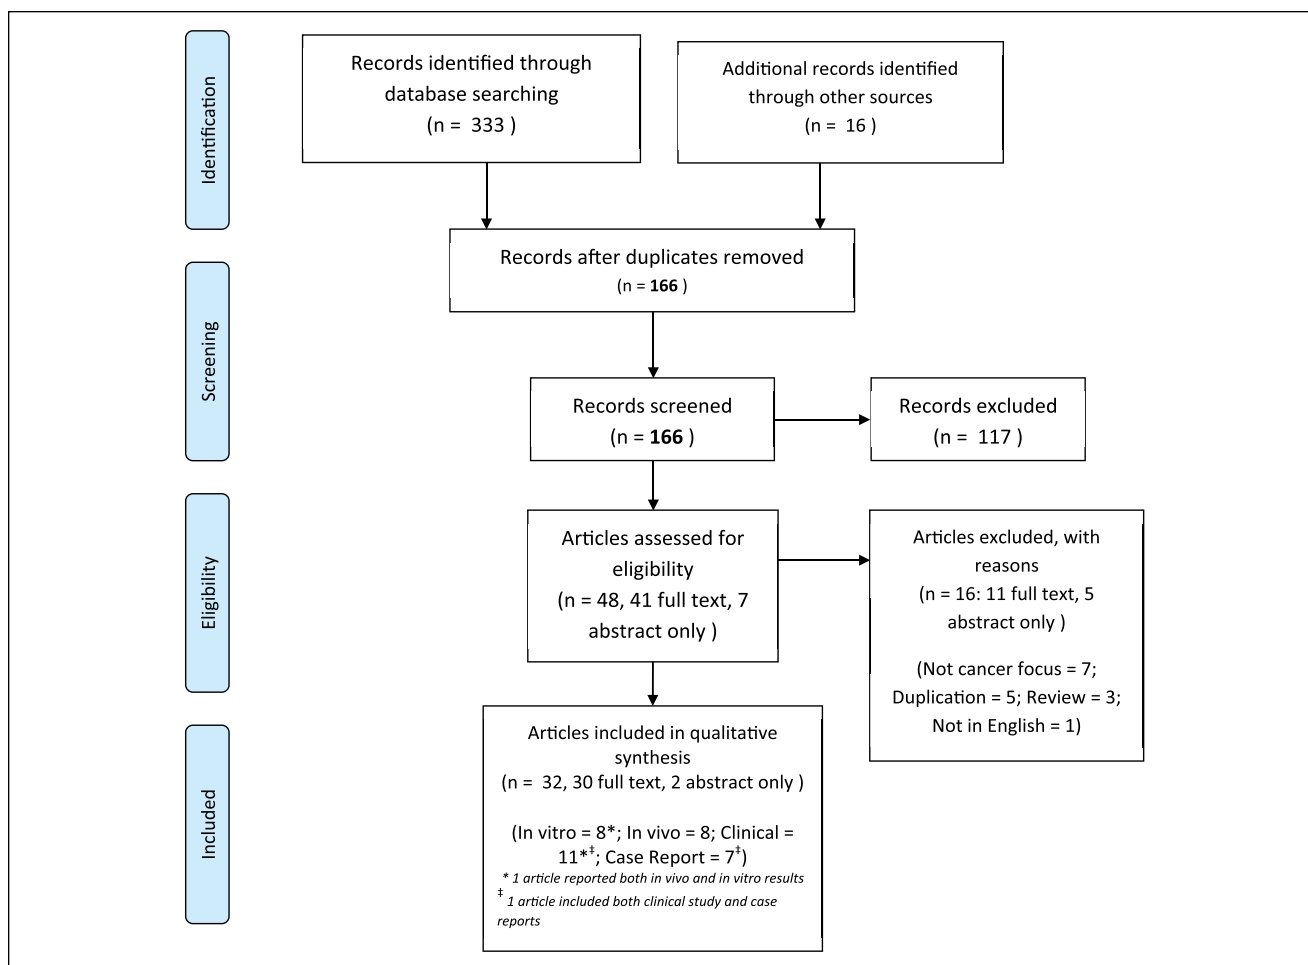 Identification
Records identified through
database searching
(n = 333 )
Additional records identified
through other sources
(n = 16 )
Records after duplicates removed
(n = 166 )
Screening
Records screened
(n = 166 )
Records excluded
(n = 117 )
Eligibility
Articles assessed for
eligibility
(n = 48, 41 full text, 7
abstract only )
Articles excluded, with
reasons
(n = 16: 11 full text, 5
abstract only )
(Not cancer focus = 7;
Duplication = 5; Review = 3;
Not in English = 1)
Included
Articles included in qualitative
synthesis
(n = 32, 30 full text, 2 abstract only )
(In vitro = 8*; In vivo = 8; Clinical =
11*‡; Case Report = 7‡)
* 1 article reported both in vivo and in vitro results
‡ 1 article included both clinical study and case
reports